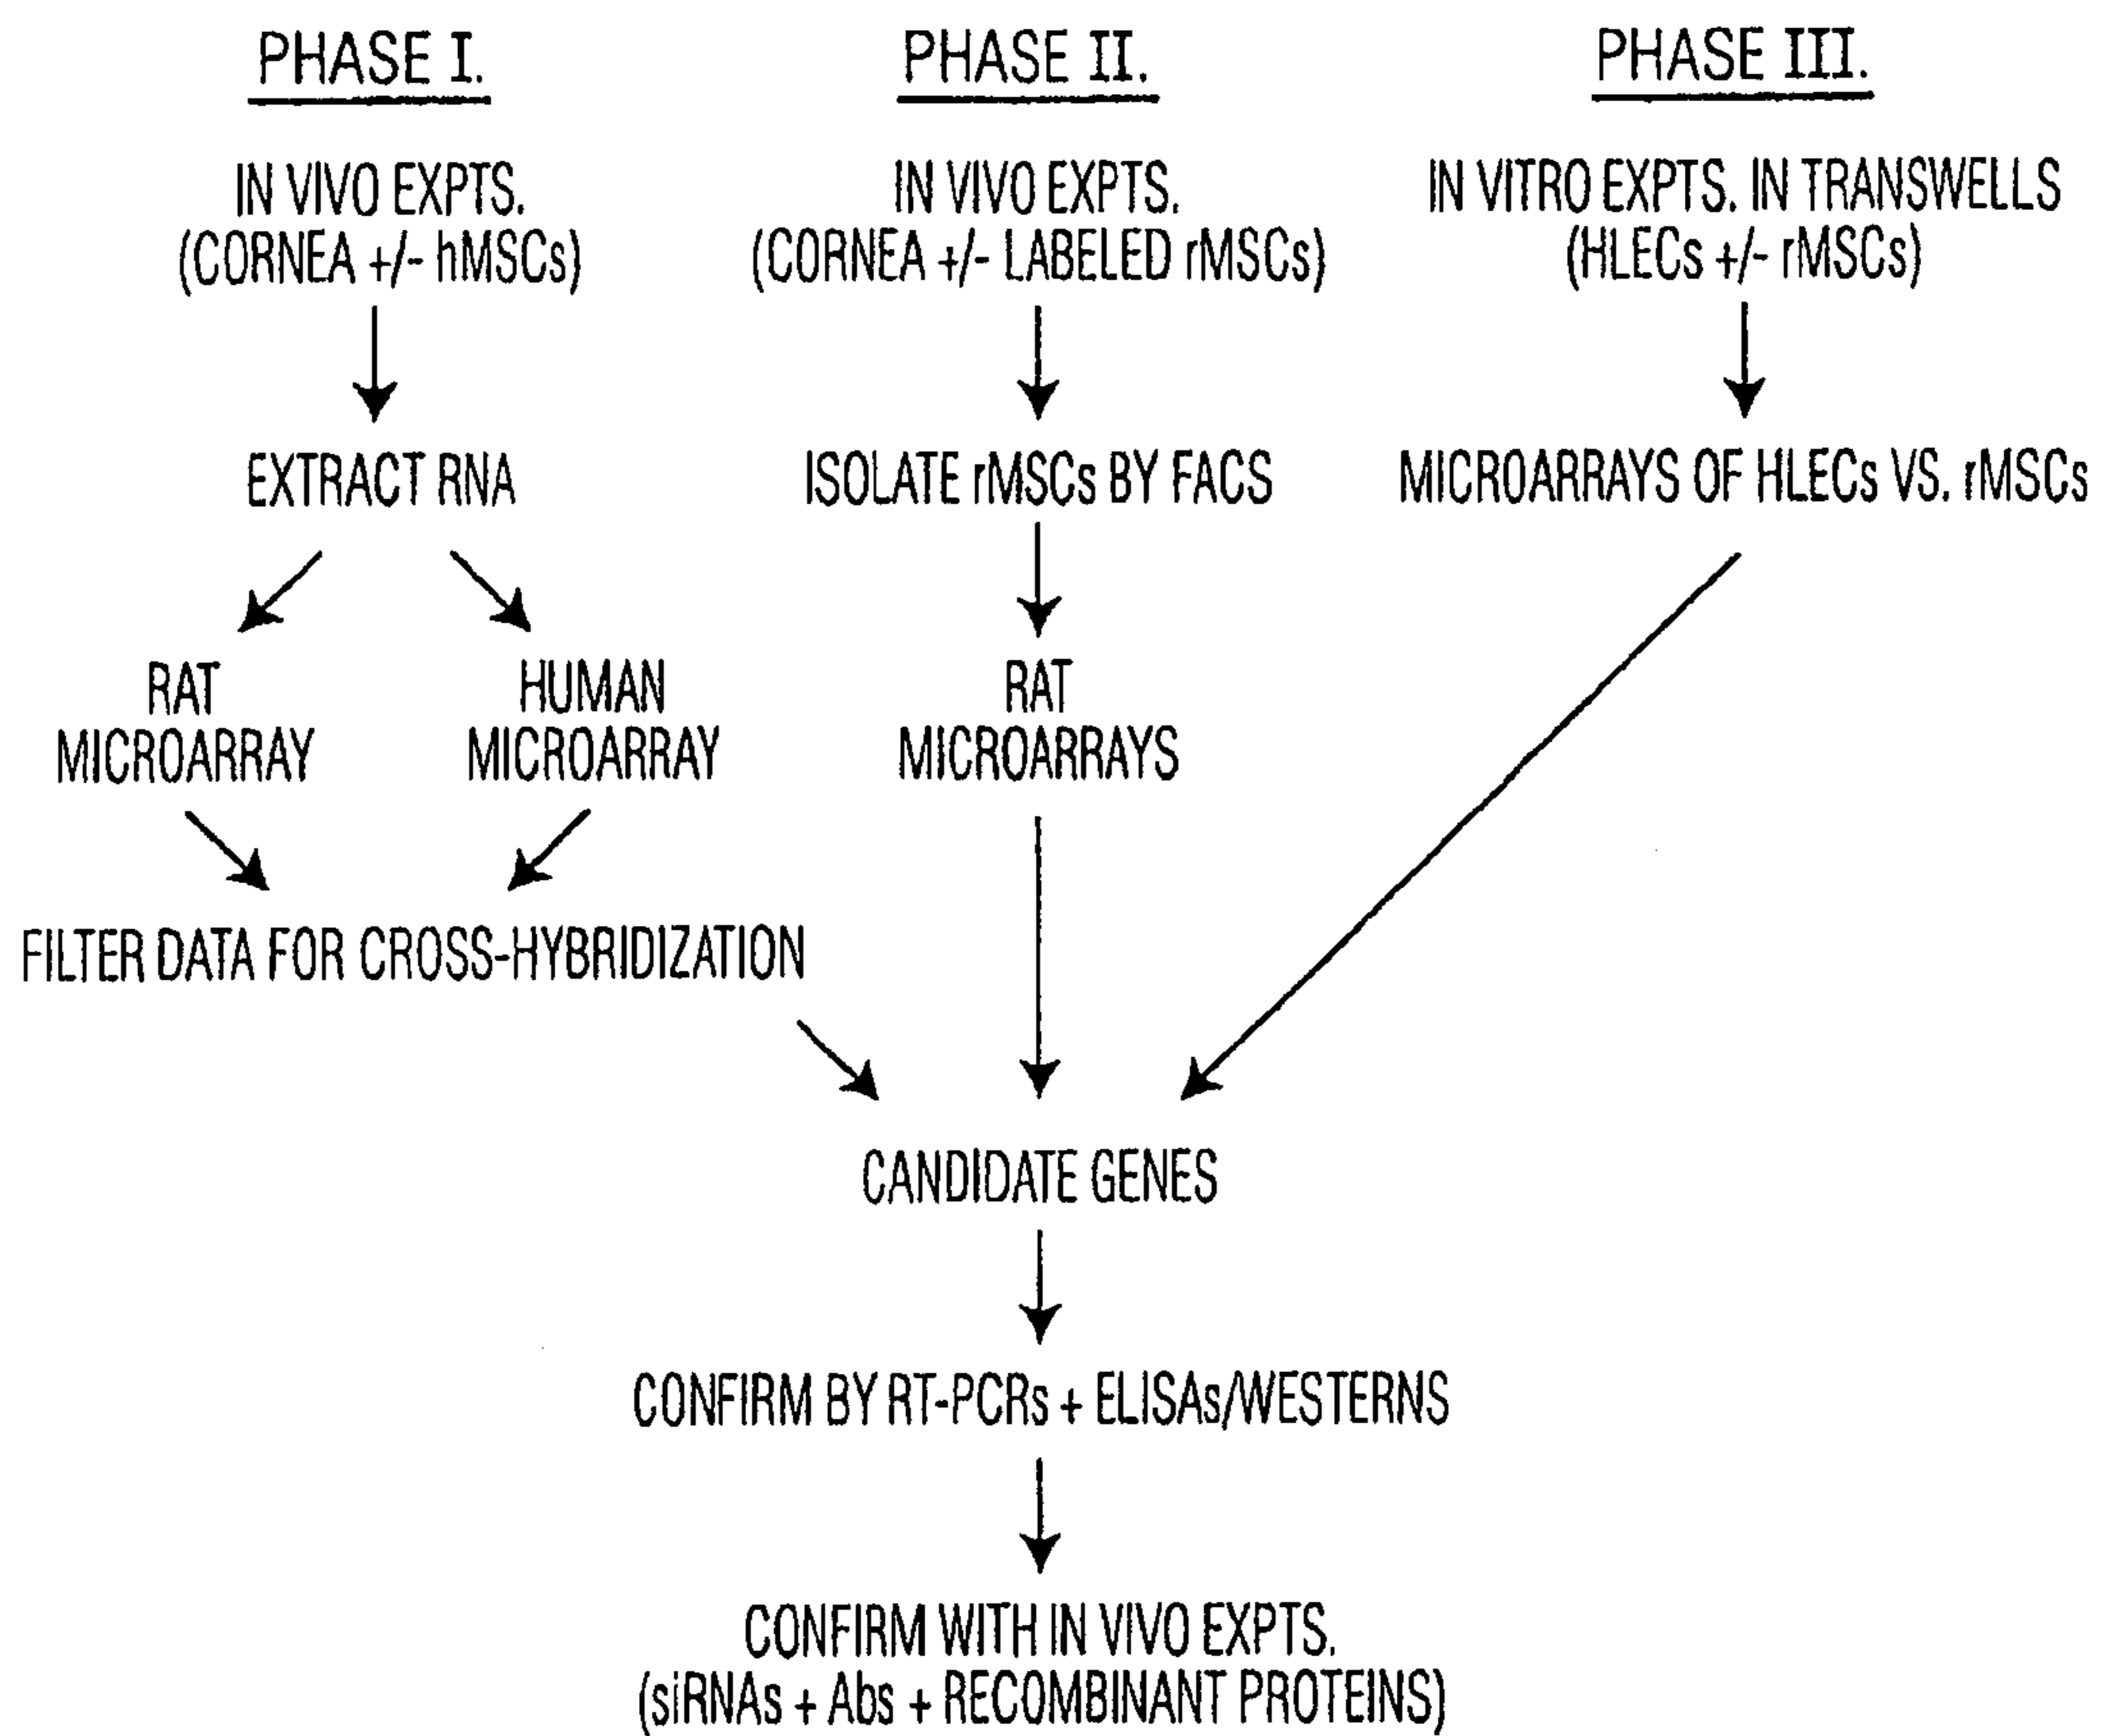 PHASE I.
IN VIVO EXPTS.
(CORNEA +/- hMSCs)
EXTRACT RNA
RAT
MICROARRAY
HUMAN
MICROARRAY
FILTER DATA FOR CROSS-HYBRIDIZATION
PHASE II.
IN VIVO EXPTS.
(CORNEA +/- LABELED rMSCs)
ISOLATE rMSCs BY FACS
RAT
MICROARRAYS
PHASE III.
IN VITRO EXPTS. IN TRANSWELLS
(HLECs +/- rMSCs)
MICROARRAYS OF HLECs VS. rMSCs
CANDIDATE GENES
CONFIRM BY RT-PCRs + ELISAs/WESTERNS
CONFIRM WITH IN VIVO EXPTS.
(siRNAs + Abs + RECOMBINANT PROTEINS)